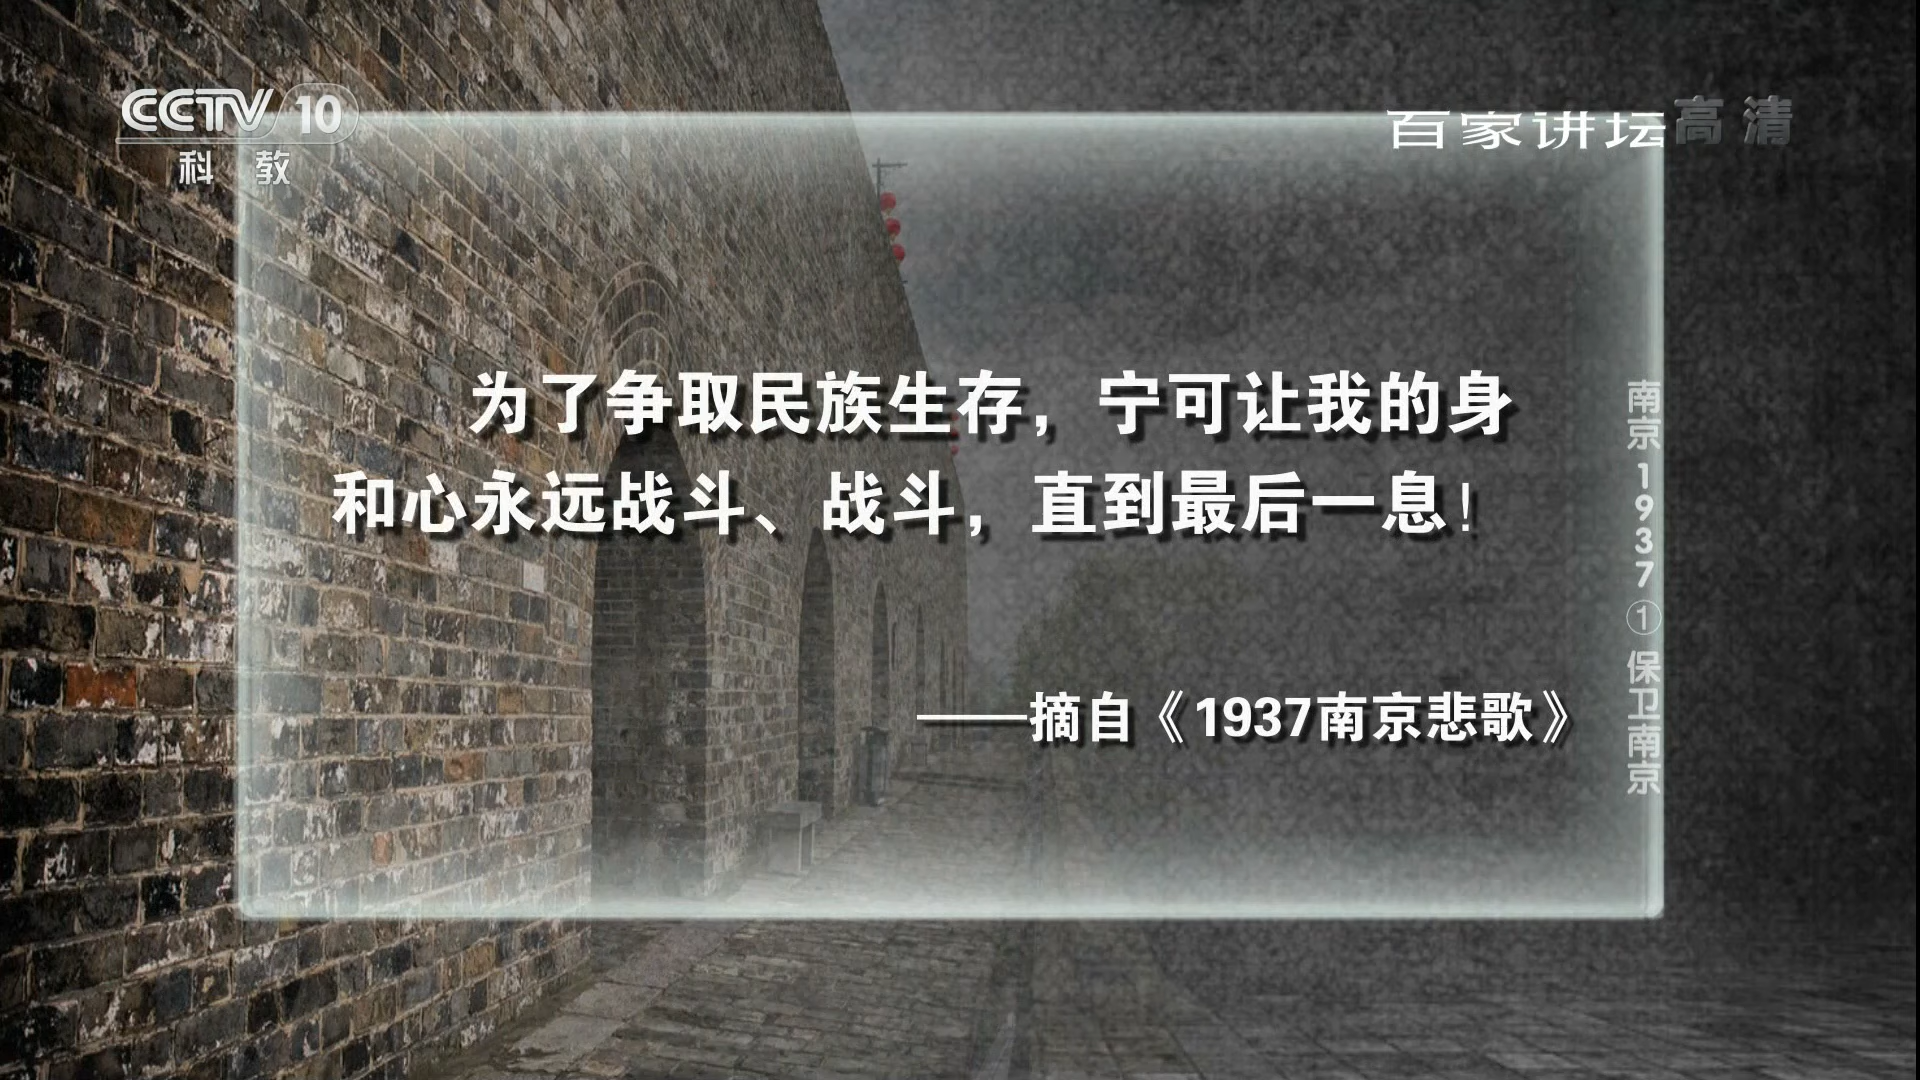 CCTV 10
科 教
百家讲坛 高清
为了争取民族生存，宁可让我的身
和心永远战斗、战斗，直到最后一息！
——摘自《1937南京悲歌》
南京1937① 保卫南京